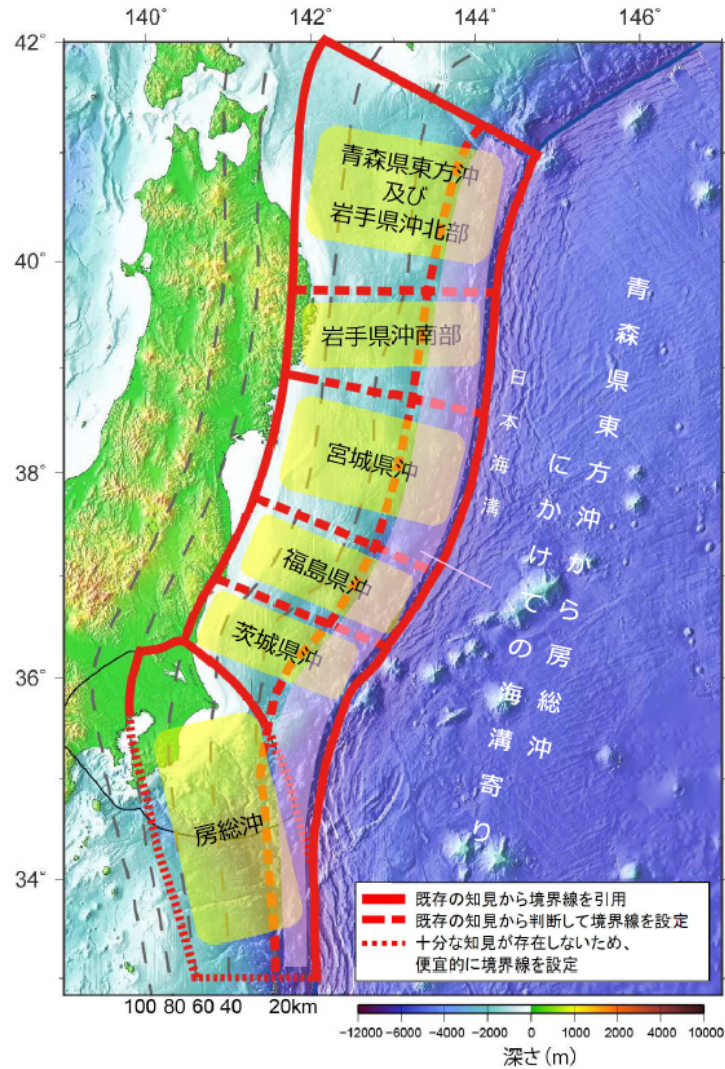 140° 142° 144° 146°
42°
40°
38°
36°
34°
青森県東方沖
及び
岩手県沖北部
岩手県沖南部
宮城県沖
福島県沖
茨城県沖
房総沖
日本海溝
青森県東方沖から房総沖
にかけての海溝寄り
既存の知見から境界線を引用
既存の知見から判断して境界線を設定
十分な知見が存在しないため、
便宜的に境界線を設定
100 80 60 40 20km
−12000 −6000 −4000 −2000 0 2000 4000 10000
深さ(m)